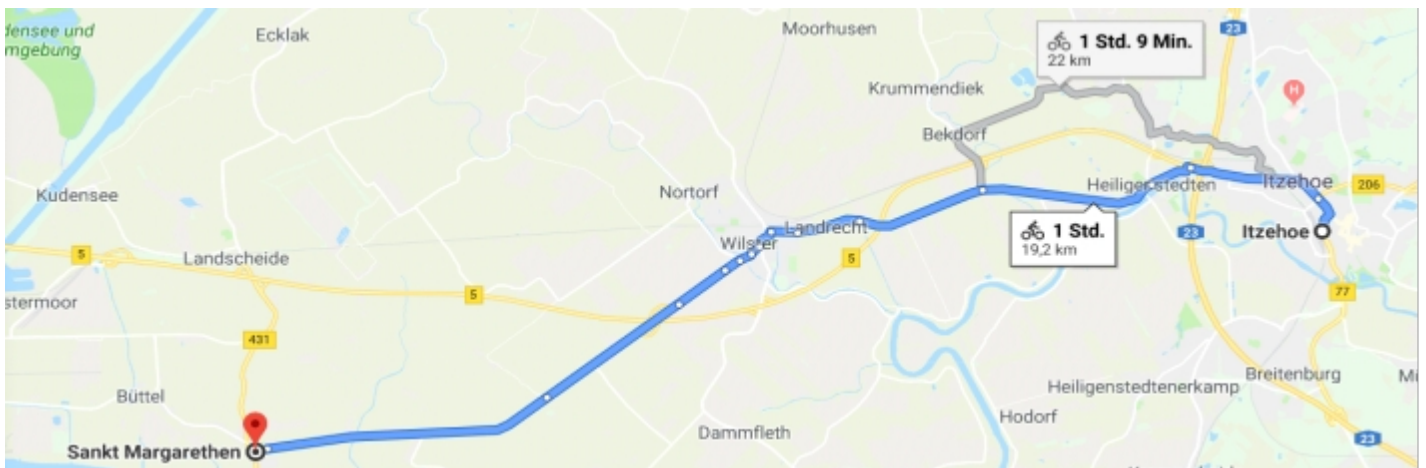 densee und
mgebung
Ecklak
Moorhusen
23
1 Std. 9 Min.
22 km
Krummendiek
H
Bekdorf
Kudensee
Nortorf
Heiligenstedten
Itzehoe
206
Landrecht
1 Std.
19,2 km
23
Itzehoe
Wilster
5
Landscheide
5
5
stermoor
77
431
Büttel
Breitenburg
Heiligenstedtenerkamp
Hodorf
Dammfleth
Sankt Margarethen
23